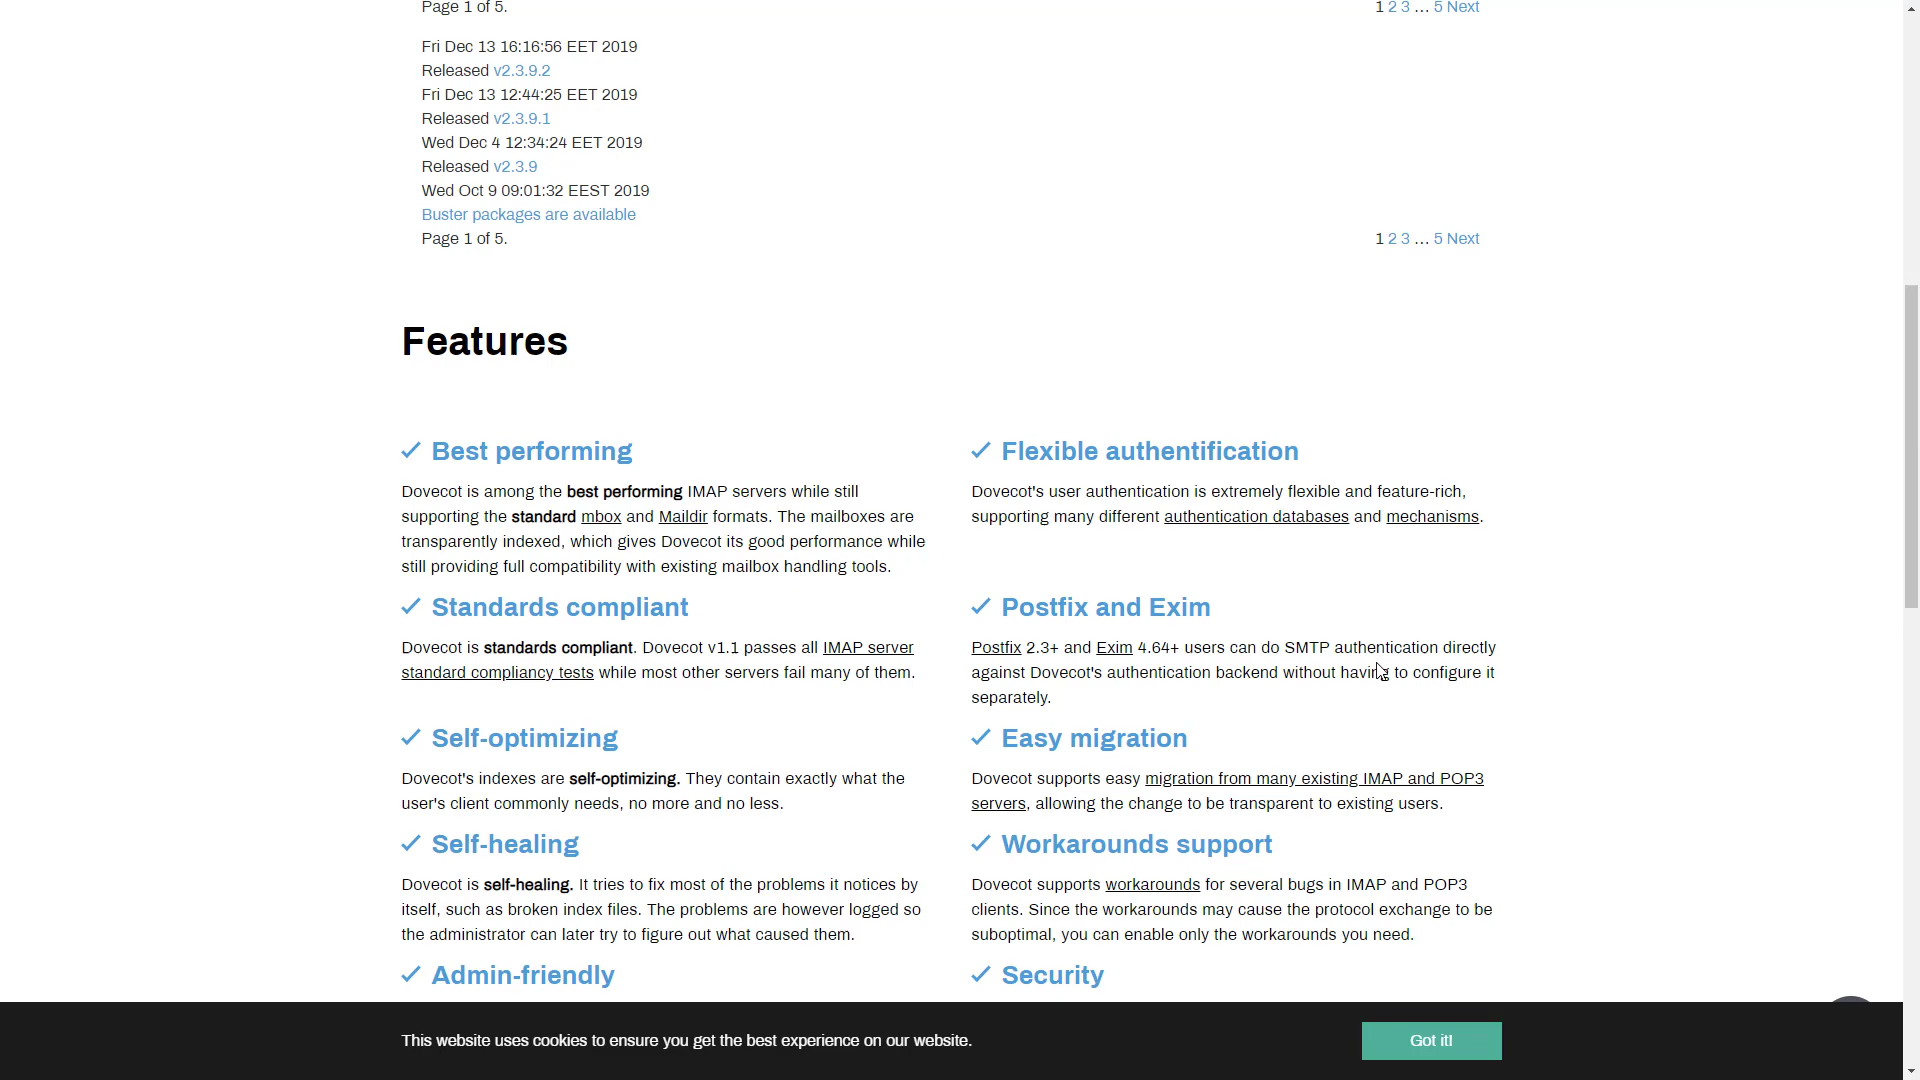 Page 1 of 5. 1 2 3 … 5 Next
Fri Dec 13 16:16:56 EET 2019
Released v2.3.9.2
Fri Dec 13 12:44:25 EET 2019
Released v2.3.9.1
Wed Dec 4 12:34:24 EET 2019
Released v2.3.9
Wed Oct 9 09:01:32 EEST 2019
Buster packages are available
Page 1 of 5. 1 2 3 … 5 Next
Features
Best performing
Dovecot is among the best performing IMAP servers while still
supporting the standard mbox and Maildir formats. The mailboxes are
transparently indexed, which gives Dovecot its good performance while
still providing full compatibility with existing mailbox handling tools.
Flexible authentification
Dovecot's user authentication is extremely flexible and feature-rich,
supporting many different authentication databases and mechanisms.
Standards compliant
Dovecot is standards compliant. Dovecot v1.1 passes all IMAP server
standard compliancy tests while most other servers fail many of them.
Postfix and Exim
Postfix 2.3+ and Exim 4.64+ users can do SMTP authentication directly
against Dovecot's authentication backend without having to configure it
separately.
Self-optimizing
Dovecot's indexes are self-optimizing. They contain exactly what the
user's client commonly needs, no more and no less.
Easy migration
Dovecot supports easy migration from many existing IMAP and POP3
servers, allowing the change to be transparent to existing users.
Self-healing
Dovecot is self-healing. It tries to fix most of the problems it notices by
itself, such as broken index files. The problems are however logged so
the administrator can later try to figure out what caused them.
Workarounds support
Dovecot supports workarounds for several bugs in IMAP and POP3
clients. Since the workarounds may cause the protocol exchange to be
suboptimal, you can enable only the workarounds you need.
Admin-friendly
Security
This website uses cookies to ensure you get the best experience on our website.
Got it!